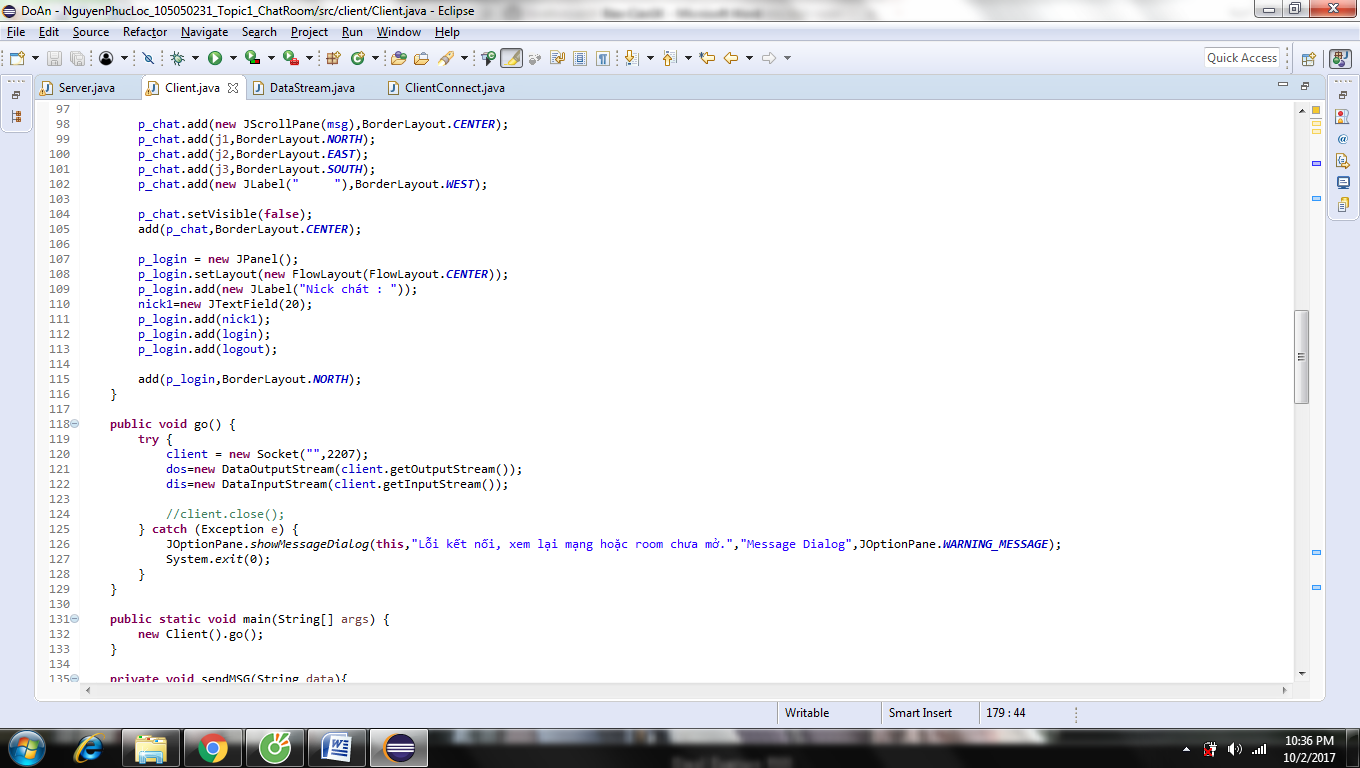 DoAn - NguyenPhucLoc_105050231_Topic1_ChatRoom/src/client/Client.java - Eclipse
File Edit Source Refactor Navigate Search Project Run Window Help
Quick Access
Server.java Client.java DataStream.java ClientConnect.java
97
98 p_chat.add(new JScrollPane(msg),BorderLayout.CENTER);
99 p_chat.add(j1,BorderLayout.NORTH);
100 p_chat.add(j2,BorderLayout.EAST);
101 p_chat.add(j3,BorderLayout.SOUTH);
102 p_chat.add(new JLabel("     "),BorderLayout.WEST);
103
104 p_chat.setVisible(false);
105 add(p_chat,BorderLayout.CENTER);
106
107 p_login = new JPanel();
108 p_login.setLayout(new FlowLayout(FlowLayout.CENTER));
109 p_login.add(new JLabel("Nick chát : "));
110 nick1=new JTextField(20);
111 p_login.add(nick1);
112 p_login.add(login);
113 p_login.add(logout);
114
115 add(p_login,BorderLayout.NORTH);
116 }
117
118 public void go() {
119 try {
120 client = new Socket("",2207);
121 dos=new DataOutputStream(client.getOutputStream());
122 dis=new DataInputStream(client.getInputStream());
123
124 //client.close();
125 } catch (Exception e) {
126 JOptionPane.showMessageDialog(this,"Lỗi kết nối, xem lại mạng hoặc room chưa mở.","Message Dialog",JOptionPane.WARNING_MESSAGE);
127 System.exit(0);
128 }
129 }
130
131 public static void main(String[] args) {
132 new Client().go();
133 }
134
135 private void sendMSG(String data){
Writable Smart Insert 179 : 44
10:36 PM
10/2/2017